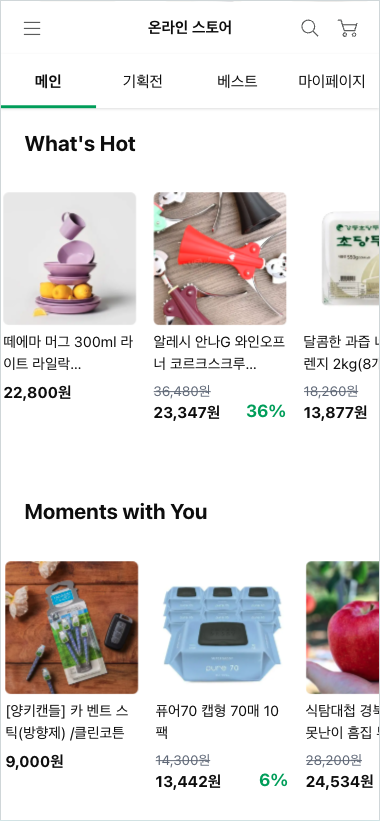 온라인 스토어
메인 기획전 베스트 마이페이지
What's Hot
초당두
떼에마 머그 300ml 라
이트 라일락...
22,800원
알레시 안나G 와인오프
너 코르크스크루...
36,480원
23,347원 36%
달콤한 과즙
렌지 2kg(8개
18,260원
13,877원
Moments with You
pure 70
[양키캔들] 카 벤트 스
틱(방향제) /클린코튼
9,000원
퓨어70 캡형 70매 10
팩
14,300원
13,442원 6%
식탐대첩 경북
못난이 흠집
28,200원
24,534원